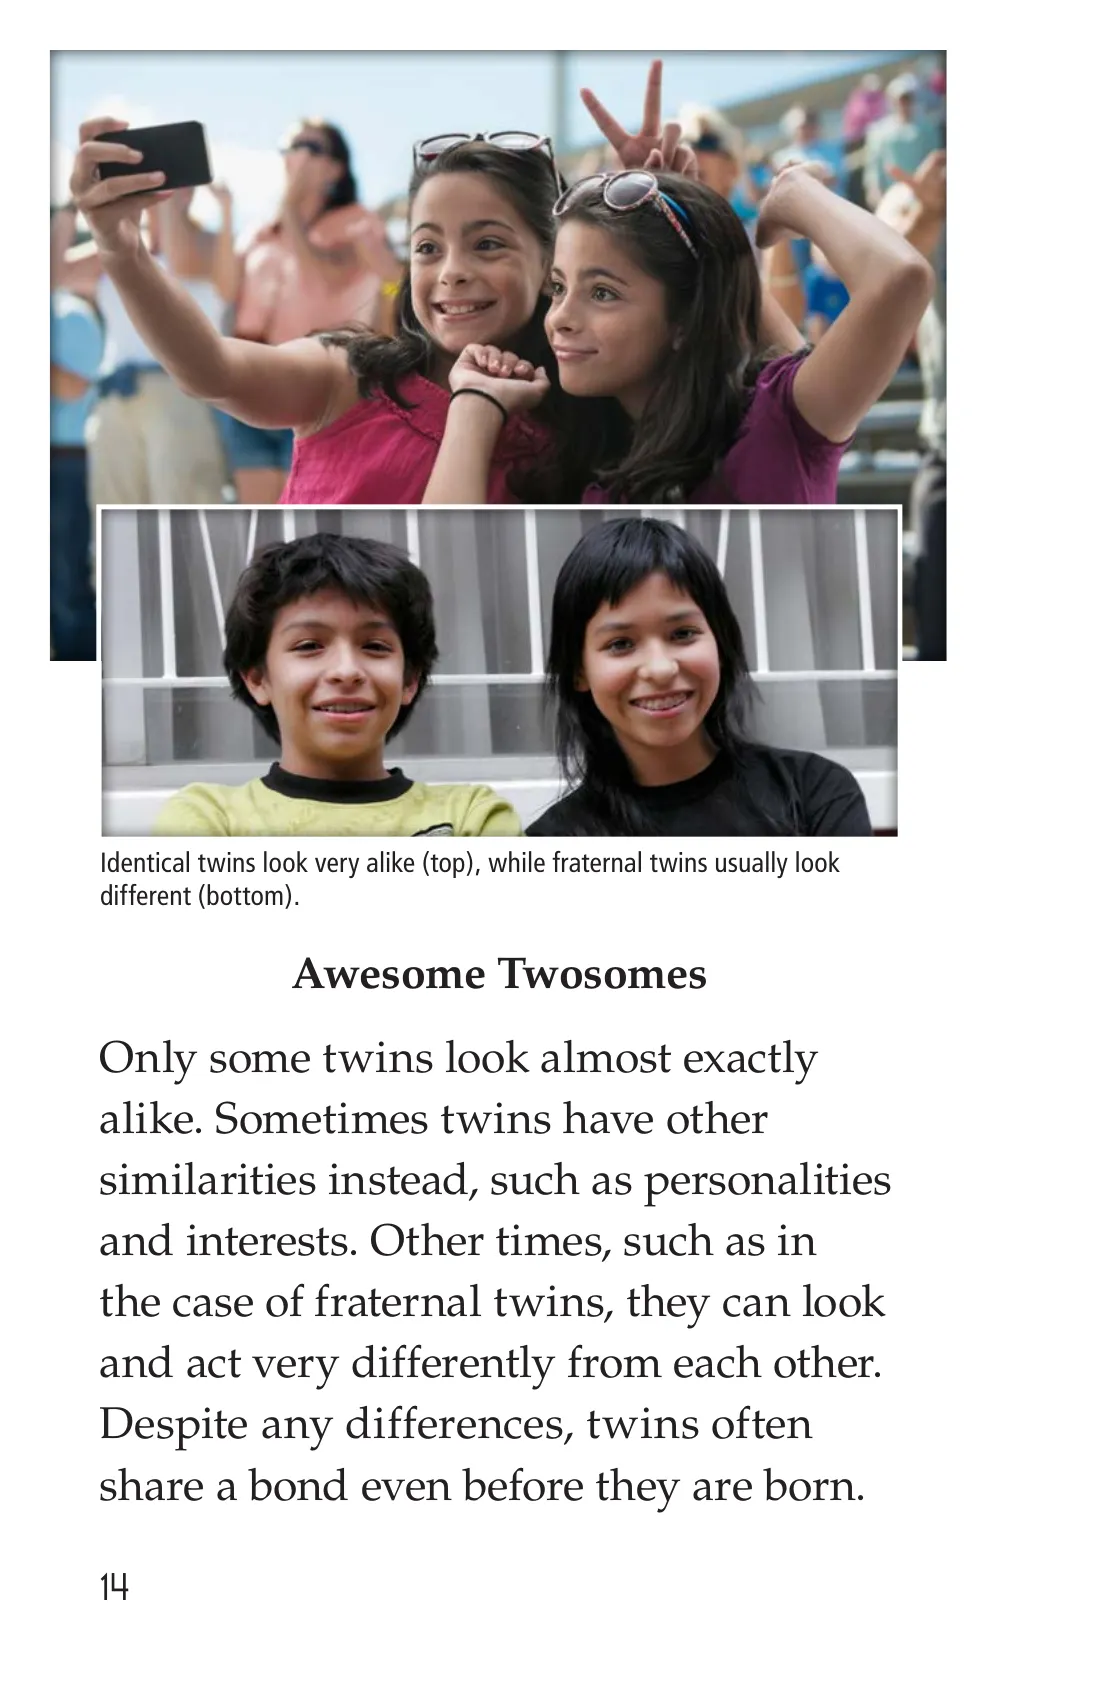 Identical twins look very alike (top), while fraternal twins usually look
different (bottom).
Awesome Twosomes
Only some twins look almost exactly
alike. Sometimes twins have other
similarities instead, such as personalities
and interests. Other times, such as in
the case of fraternal twins, they can look
and act very differently from each other.
Despite any differences, twins often
share a bond even before they are born.
14